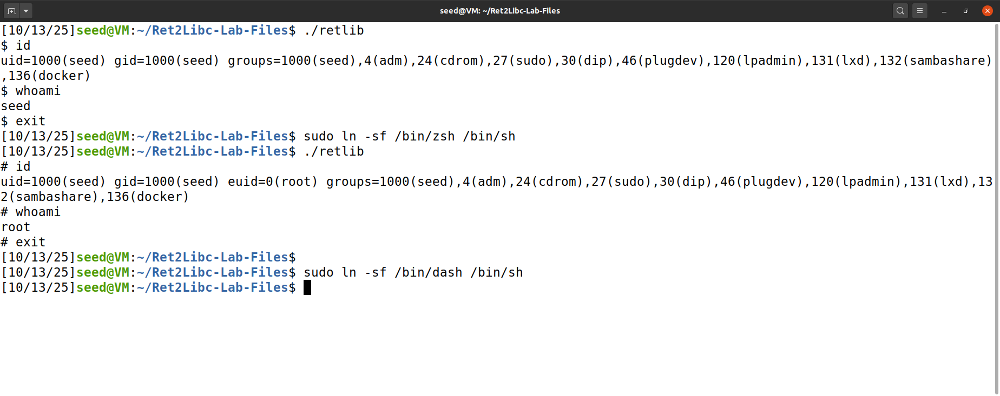 seed@VM: ~/Ret2Libc-Lab-Files
[10/13/25]seed@VM:~/Ret2Libc-Lab-Files$ ./retlib
$ id
uid=1000(seed) gid=1000(seed) groups=1000(seed),4(adm),24(cdrom),27(sudo),30(dip),46(plugdev),120(lpadmin),131(lxd),132(sambashare)
,136(docker)
$ whoami
seed
$ exit
[10/13/25]seed@VM:~/Ret2Libc-Lab-Files$ sudo ln -sf /bin/zsh /bin/sh
[10/13/25]seed@VM:~/Ret2Libc-Lab-Files$ ./retlib
# id
uid=1000(seed) gid=1000(seed) euid=0(root) groups=1000(seed),4(adm),24(cdrom),27(sudo),30(dip),46(plugdev),120(lpadmin),131(lxd),13
2(sambashare),136(docker)
# whoami
root
# exit
[10/13/25]seed@VM:~/Ret2Libc-Lab-Files$
[10/13/25]seed@VM:~/Ret2Libc-Lab-Files$ sudo ln -sf /bin/dash /bin/sh
[10/13/25]seed@VM:~/Ret2Libc-Lab-Files$